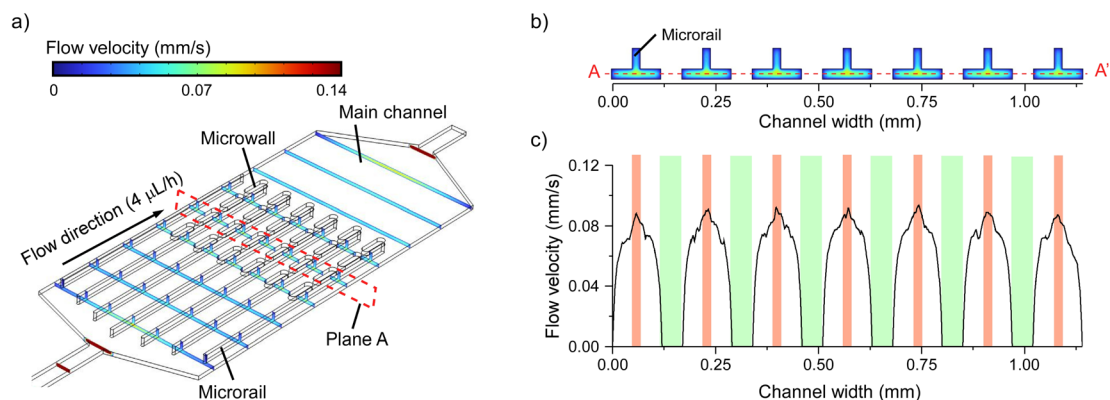 a)
Flow velocity (mm/s)
0 0.07 0.14
Main channel
Microwall
Flow direction (4 μL/h)
Plane A
Microrail
b)
Microrail
A A'
0.00 0.25 0.50 0.75 1.00
Channel width (mm)
c)
Flow velocity (mm/s)
0.12
0.08
0.04
0.00
0.00 0.25 0.50 0.75 1.00
Channel width (mm)